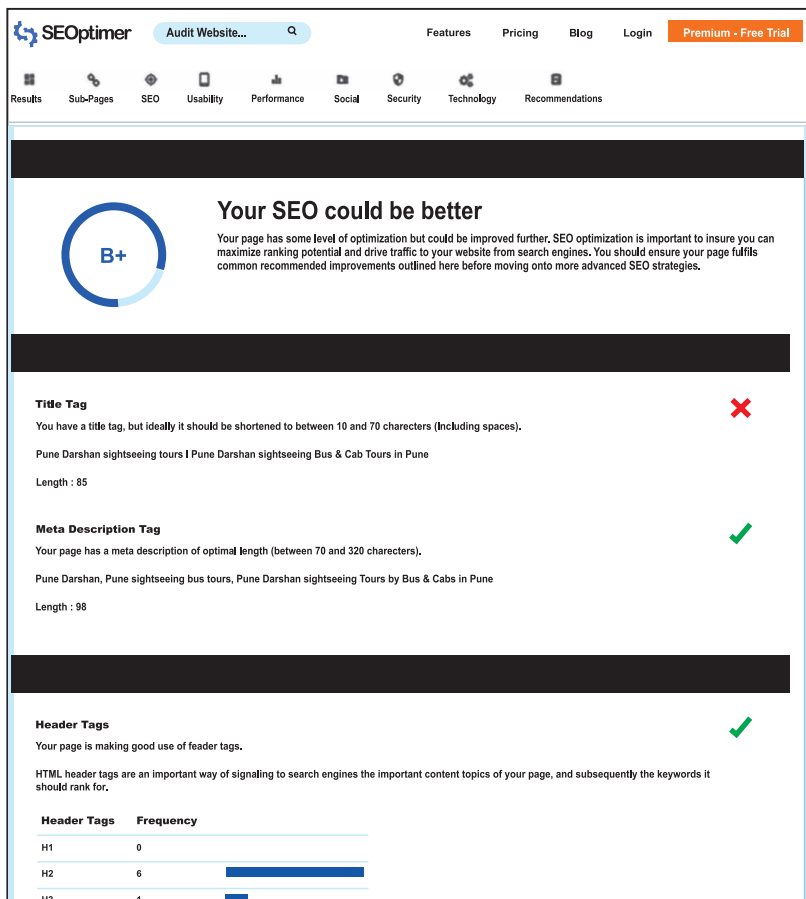 SEOptimer
Audit Website...
Features Pricing Blog Login Premium - Free Trial
Results Sub-Pages SEO Usability Performance Social Security Technology Recommendations
B+
Your SEO could be better
Your page has some level of optimization but could be improved further. SEO optimization is important to insure you can
maximize ranking potential and drive traffic to your website from search engines. You should ensure your page fulfils
common recommended improvements outlined here before moving onto more advanced SEO strategies.
Title Tag
You have a title tag, but ideally it should be shortened to between 10 and 70 charecters (Including spaces).
Pune Darshan sightseeing tours I Pune Darshan sightseeing Bus & Cab Tours in Pune
Length : 85
Meta Description Tag
Your page has a meta description of optimal length (between 70 and 320 charecters).
Pune Darshan, Pune sightseeing bus tours, Pune Darshan sightseeing Tours by Bus & Cabs in Pune
Length : 98
Header Tags
Your page is making good use of feader tags.
HTML header tags are an important way of signaling to search engines the important content topics of your page, and subsequently the keywords it
should rank for.
Header Tags Frequency
H1 0
H2 6